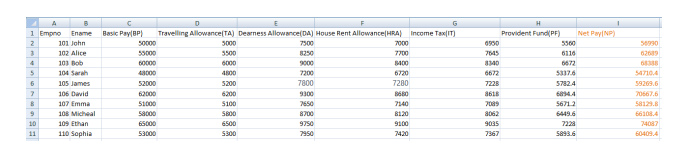 A B C D E F G H I
1 Empno Ename Basic Pay(BP) Travelling Allowance(TA) Dearness Allowance(DA) House Rent Allowance(HRA) Income Tax(IT) Provident Fund(PF) Net Pay(NP)
2 101 John 50000 5000 7500 7000 6950 5560 56990
3 102 Alice 55000 5500 8250 7700 7645 6116 62689
4 103 Bob 60000 6000 9000 8400 8340 6672 68388
5 104 Sarah 48000 4800 7200 6720 6672 5337.6 54710.4
6 105 James 52000 5200 7800 7280 7228 5782.4 59269.6
7 106 David 62000 6200 9300 8680 8618 6894.4 70667.6
8 107 Emma 51000 5100 7650 7140 7089 5671.2 58129.8
9 108 Micheal 58000 5800 8700 8120 8062 6449.6 66108.4
10 109 Ethan 65000 6500 9750 9100 9035 7228 74087
11 110 Sophia 53000 5300 7950 7420 7367 5893.6 60409.4